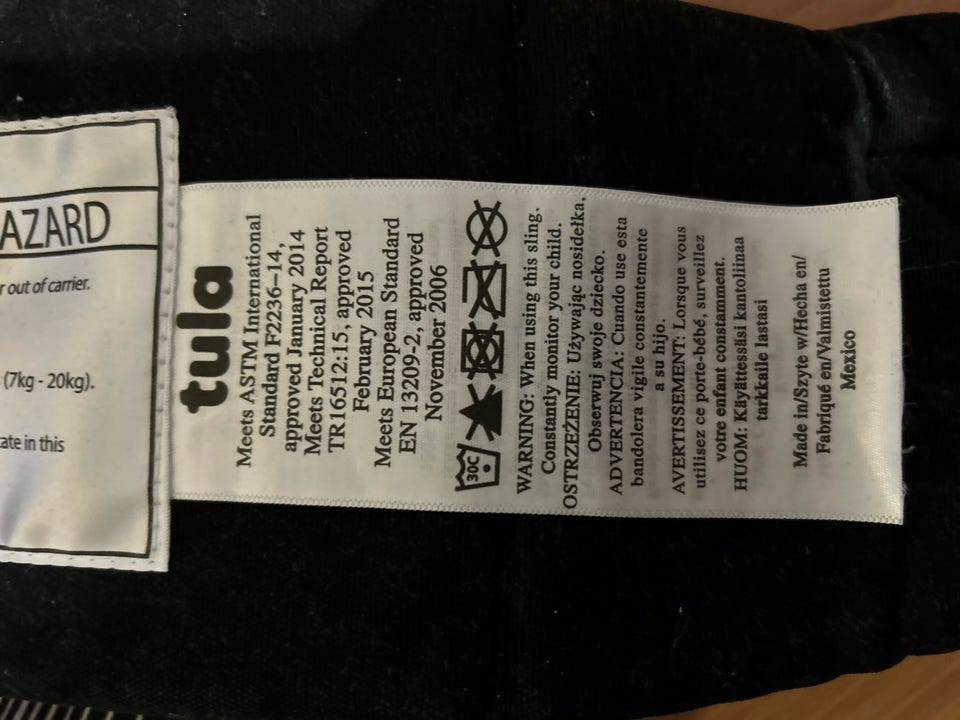 AZARD
r out of carrier.
(7kg - 20kg).
ate in this
tula
Meets ASTM International
Standard F2236–14,
approved January 2014
Meets Technical Report
TR16512:15, approved
February 2015
Meets European Standard
EN 13209-2, approved
November 2006
30C
WARNING: When using this sling.
Constantly monitor your child.
OSTRZEŻENIE: Używając nosidełka,
Obserwuj swoje dziecko.
ADVERTENCIA: Cuando use esta
bandolera vigile constantemente
a su hijo.
AVERTISSEMENT: Lorsque vous
utilisez ce porte-bébé, surveillez
votre enfant constamment.
HUOM: Käyättessäsi kantoliinaa
tarkkaile lastasi
Made in/Szyte w/Hecha en/
Fabriqué en/Valmistettu
Mexico